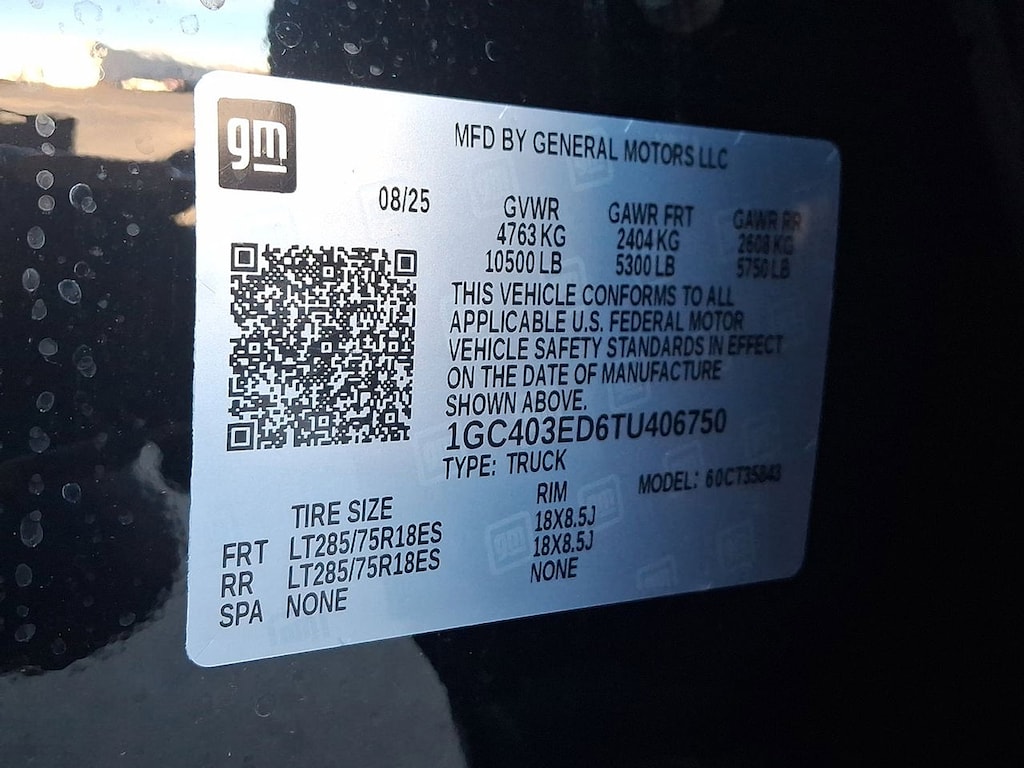 gm
MFD BY GENERAL MOTORS LLC
08/25
GVWR GAWR FRT GAWR RR
4763 KG 2404 KG 2608 KG
10500 LB 5300 LB 5750 LB
THIS VEHICLE CONFORMS TO ALL
APPLICABLE U.S. FEDERAL MOTOR
VEHICLE SAFETY STANDARDS IN EFFECT
ON THE DATE OF MANUFACTURE
SHOWN ABOVE.
1GC403ED6TU406750
TYPE: TRUCK
MODEL: 60CT35843
TIRE SIZE RIM
FRT LT285/75R18ES 18X8.5J
RR LT285/75R18ES 18X8.5J
SPA NONE NONE